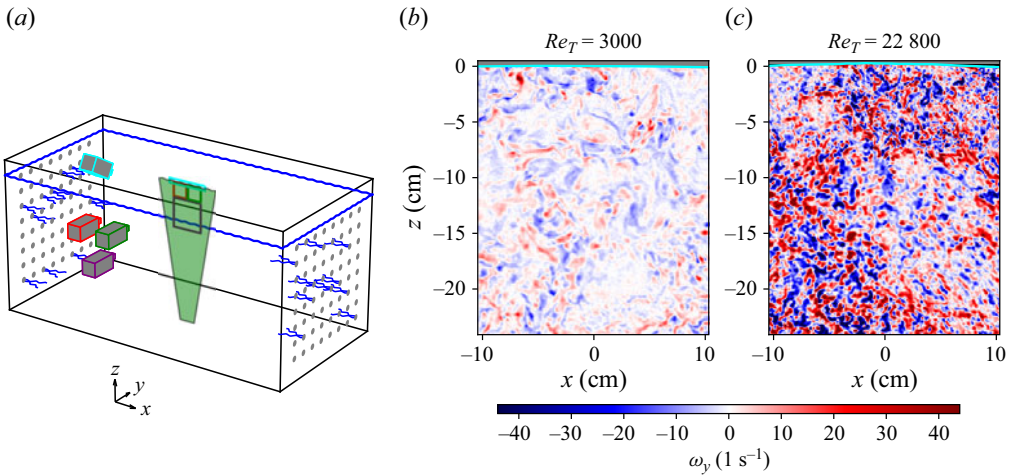 (a)
(b)
(c)
Re_T = 3000
Re_T = 22 800
0
–5
–10
–15
–20
z (cm)
0
–5
–10
–15
–20
–10 0 10
–10 0 10
x (cm)
x (cm)
z
y
x
–40 –30 –20 –10 0 10 20 30 40
ω_y (1 s⁻¹)